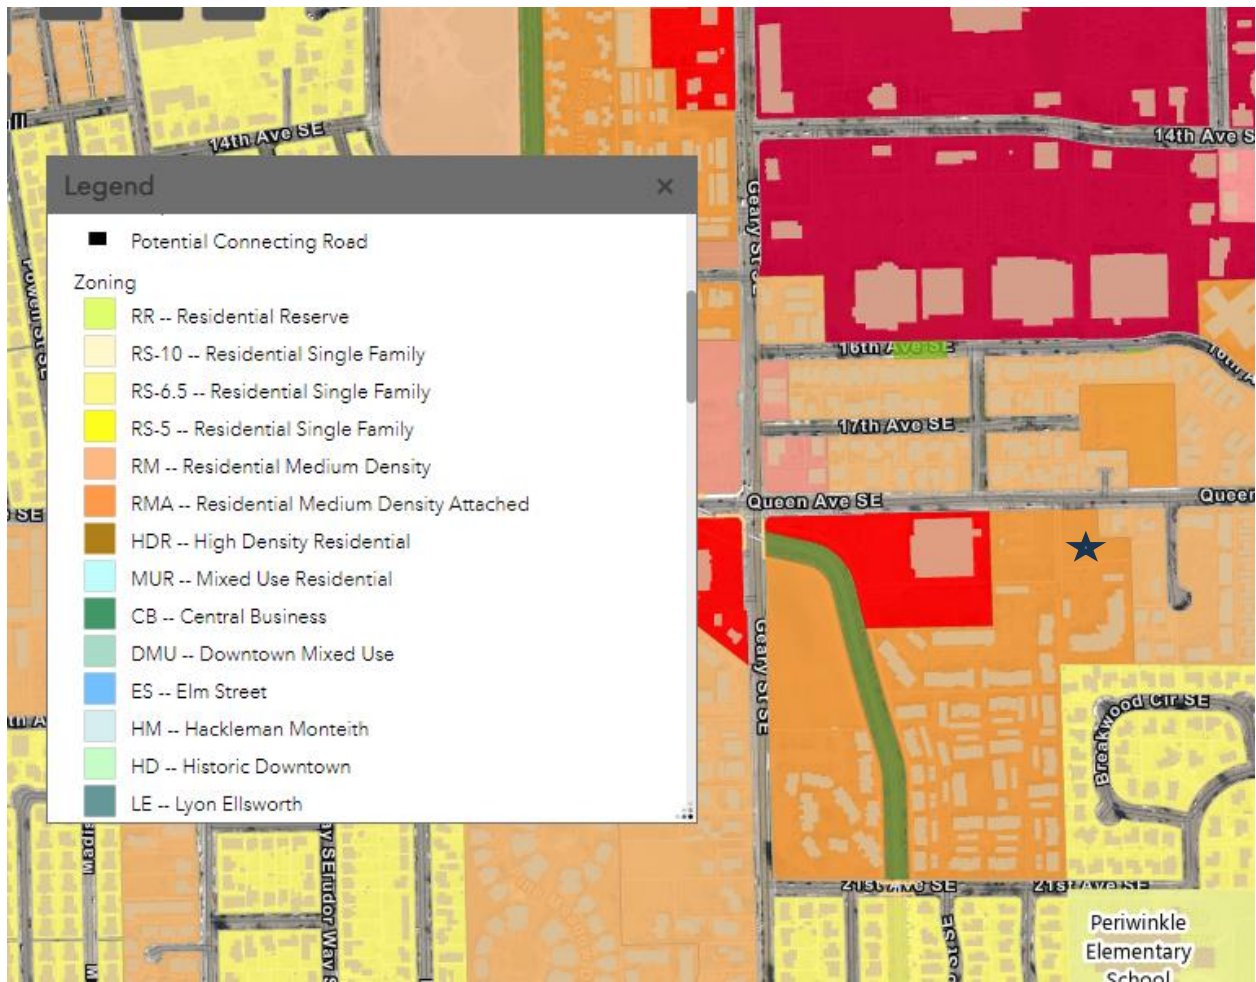 14th Ave SE
14th Ave S
Legend
Potential Connecting Road
Zoning
RR -- Residential Reserve
RS-10 -- Residential Single Family
RS-6.5 -- Residential Single Family
RS-5 -- Residential Single Family
RM -- Residential Medium Density
RMA -- Residential Medium Density Attached
HDR -- High Density Residential
MUR -- Mixed Use Residential
CB -- Central Business
DMU -- Downtown Mixed Use
ES -- Elm Street
HM -- Hackleman Monteith
HD -- Historic Downtown
LE -- Lyon Ellsworth
Powell St SE
Geary St SE
16th Ave SE
17th Ave SE
Queen Ave SE
Queen
SE
Geary St SE
Breakwood Cir SE
21st Ave SE
21st Ave SE
Periwinkle
Elementary
School